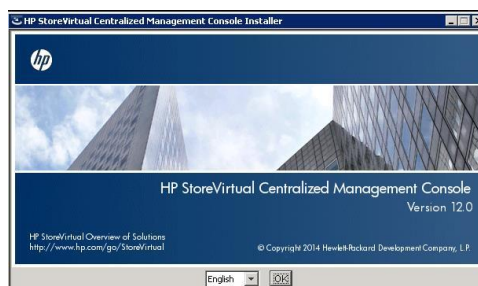 HP StoreVirtual Centralized Management Console Installer
hp
HP StoreVirtual Centralized Management Console
Version 12.0
HP StoreVirtual Overview of Solutions
http://www.hp.com/go/StoreVirtual
© Copyright 2014 Hewlett-Packard Development Company, L.P.
English
OK